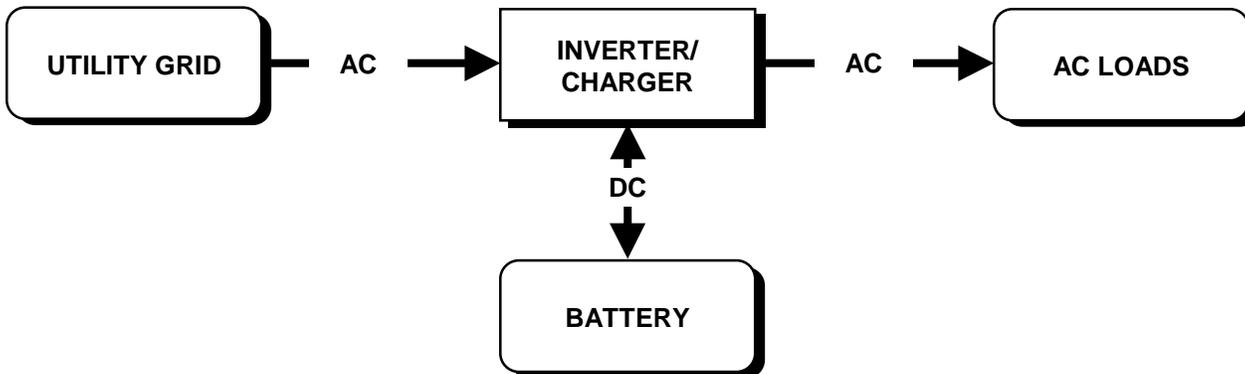 UTILITY GRID
AC
INVERTER/
CHARGER
AC
AC LOADS
DC
BATTERY